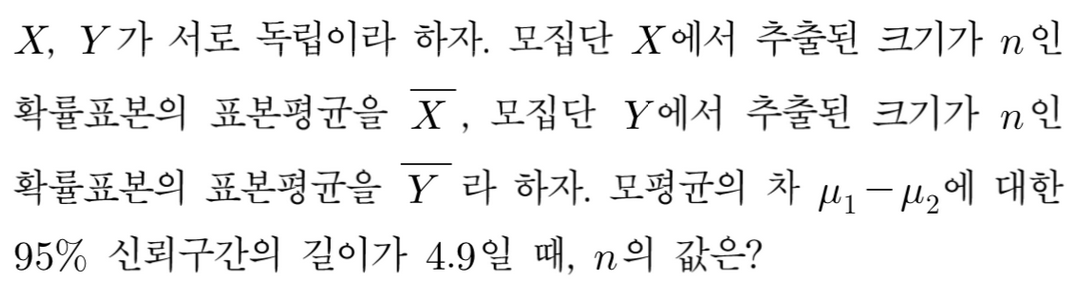 X, Y가 서로 독립이라 하자. 모집단 X에서 추출된 크기가 n인
확률표본의 표본평균을 X̅, 모집단 Y에서 추출된 크기가 n인
확률표본의 표본평균을 Y̅ 라 하자. 모평균의 차 μ₁−μ₂에 대한
95% 신뢰구간의 길이가 4.9일 때, n의 값은?